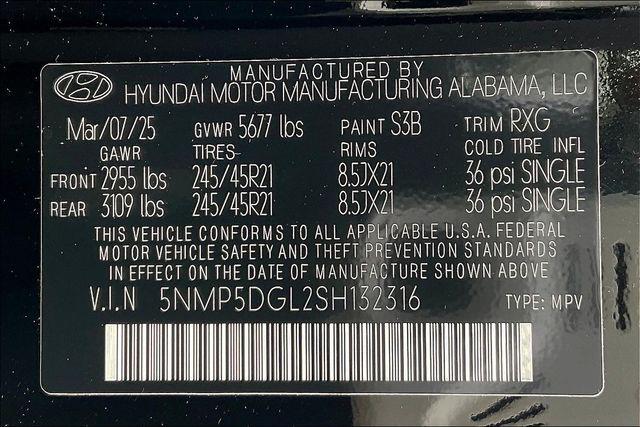 MANUFACTURED BY
HYUNDAI MOTOR MANUFACTURING ALABAMA, LLC
Mar/07/25 GVWR 5677 lbs PAINT S3B TRIM RXG
GAWR TIRES RIMS COLD TIRE INFL
FRONT 2955 lbs 245/45R21 8.5JX21 36 psi SINGLE
REAR 3109 lbs 245/45R21 8.5JX21 36 psi SINGLE
THIS VEHICLE CONFORMS TO ALL APPLICABLE U.S.A. FEDERAL
MOTOR VEHICLE SAFETY AND THEFT PREVENTION STANDARDS
IN EFFECT ON THE DATE OF MANUFACTURE SHOWN ABOVE
V.I.N 5NMP5DGL2SH132316 TYPE: MPV